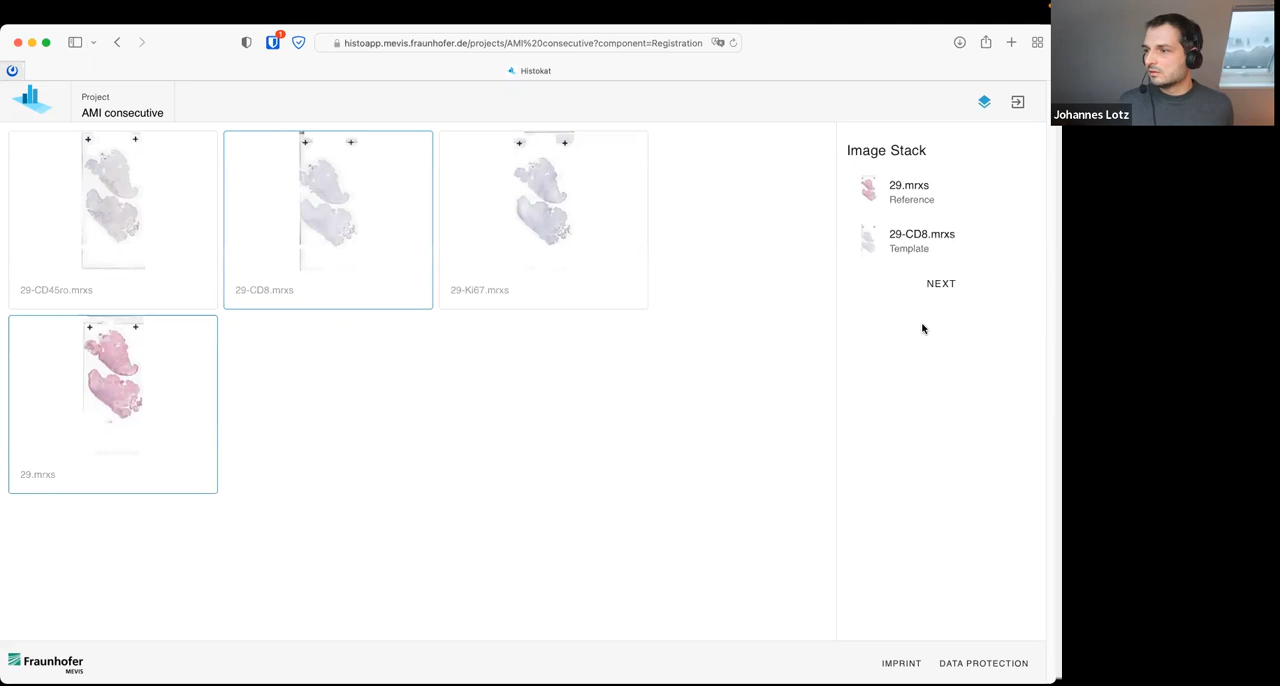 1
histoapp.mevis.fraunhofer.de/projects/AMI%20consecutive?component=Registration
Histokat
Johannes Lotz
Project
AMI consecutive
29-CD45ro.mrxs
29-CD8.mrxs
29-Ki67.mrxs
29.mrxs
Image Stack
29.mrxs
Reference
29-CD8.mrxs
Template
NEXT
Fraunhofer
MEVIS
IMPRINT
DATA PROTECTION